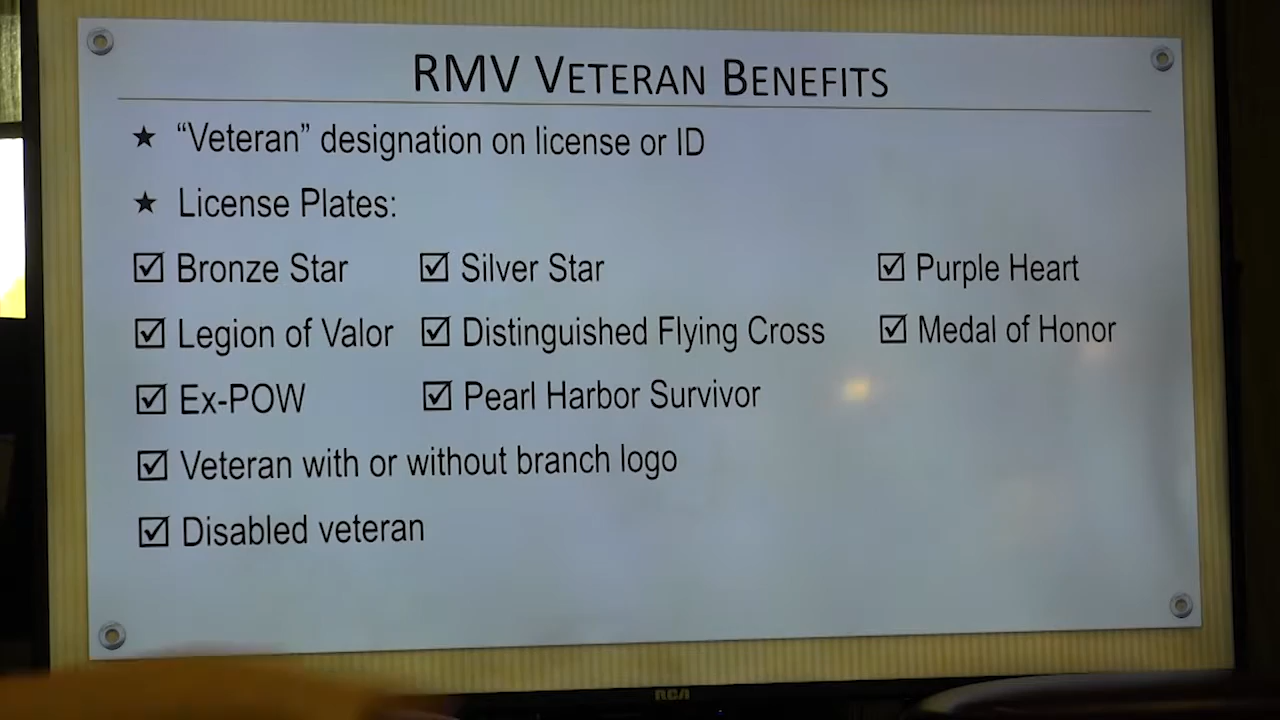 RMV VETERAN BENEFITS
★ “Veteran” designation on license or ID
★ License Plates:
☑ Bronze Star ☑ Silver Star ☑ Purple Heart
☑ Legion of Valor ☑ Distinguished Flying Cross ☑ Medal of Honor
☑ Ex-POW ☑ Pearl Harbor Survivor
☑ Veteran with or without branch logo
☑ Disabled veteran
RCA